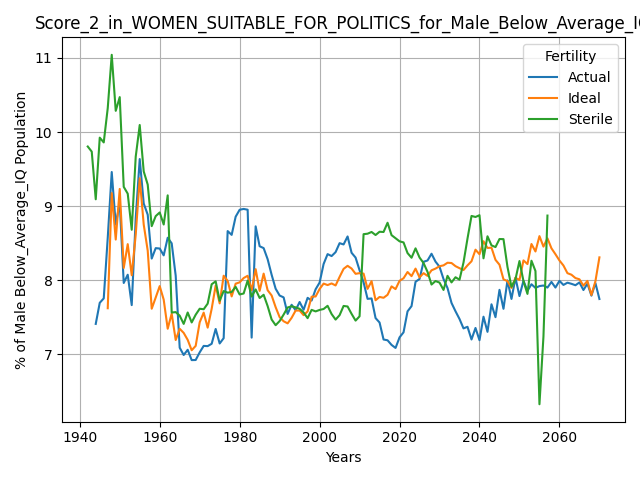 Score_2_in_WOMEN_SUITABLE_FOR_POLITICS_for_Male_Below_Average_IQ
Fertility
Actual
Ideal
Sterile
% of Male Below_Average_IQ Population
11
10
9
8
7
1940 1960 1980 2000 2020 2040 2060
Years